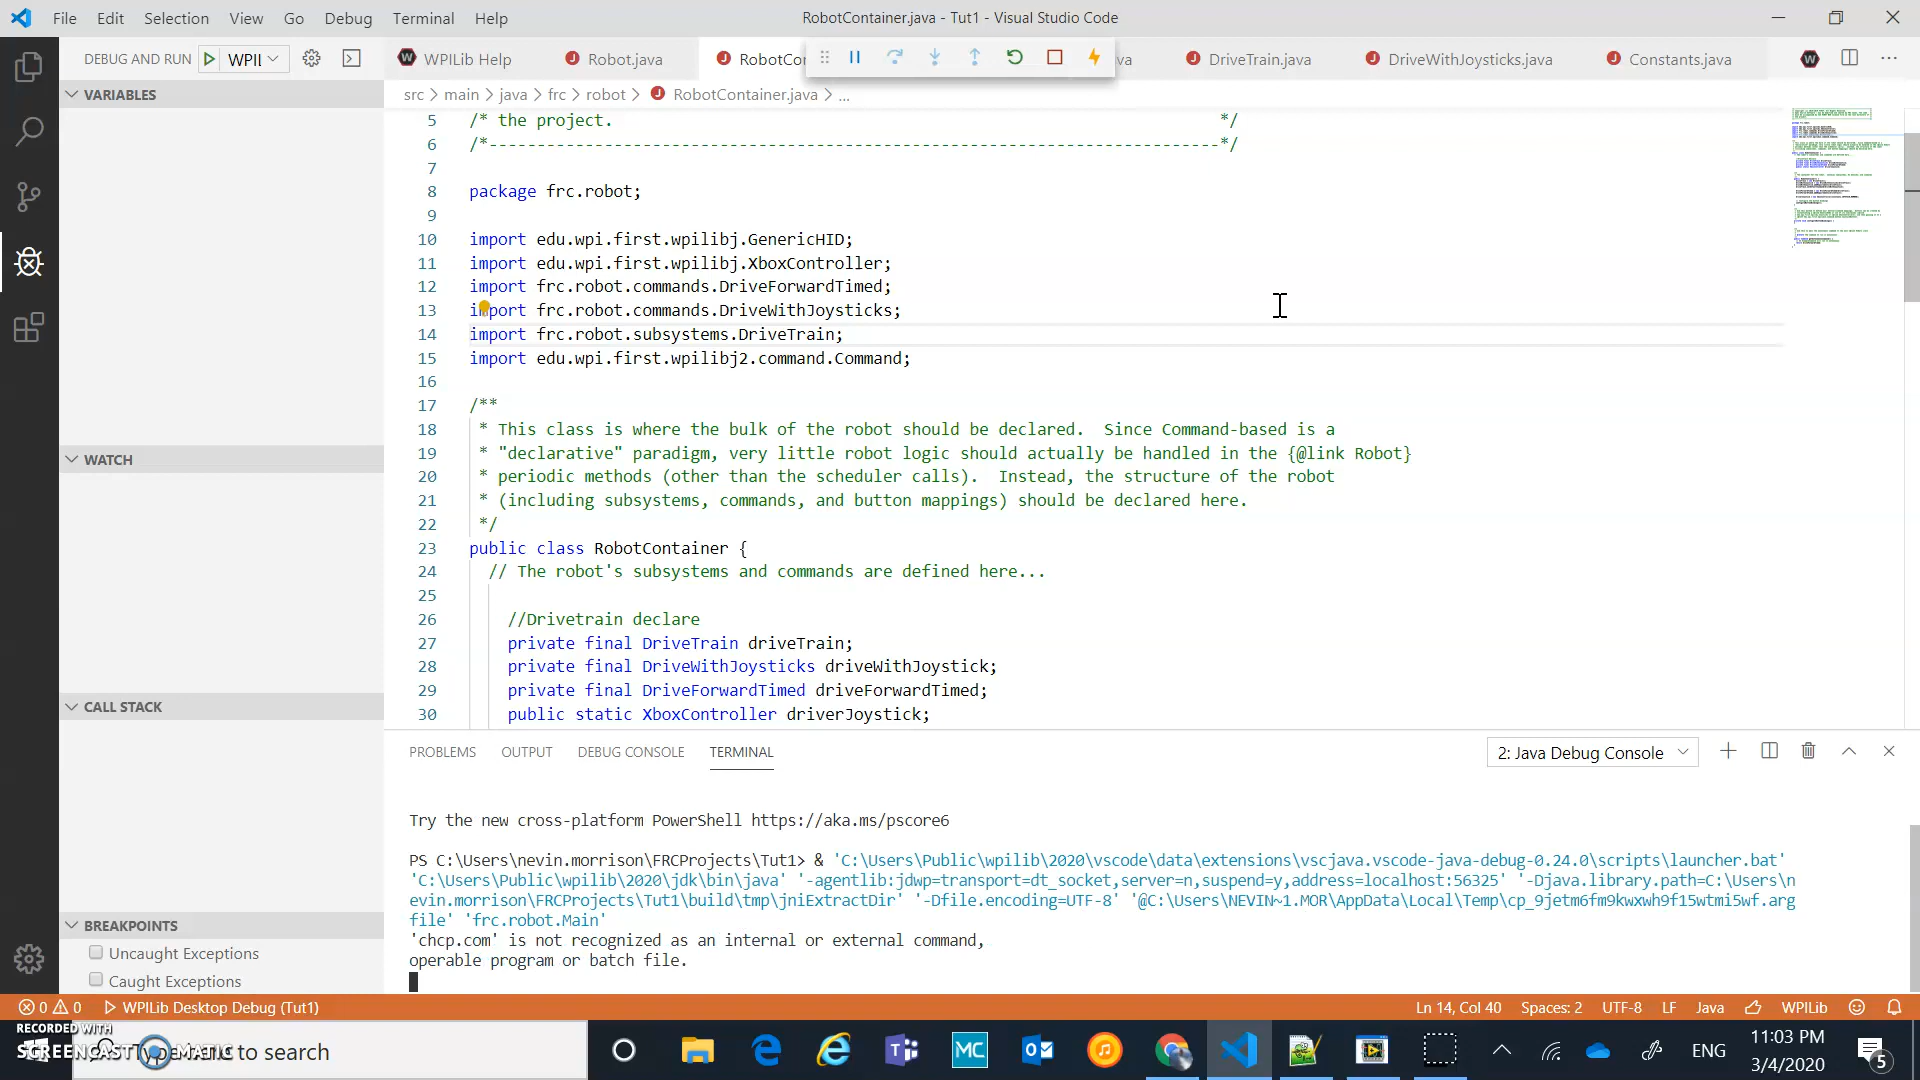 File Edit Selection View Go Debug Terminal Help
RobotContainer.java - Tut1 - Visual Studio Code
DEBUG AND RUN WPII
WPILib Help Robot.java RobotCo va DriveTrain.java DriveWithJoysticks.java Constants.java
src > main > java > frc > robot > RobotContainer.java > ...
VARIABLES
WATCH
CALL STACK
BREAKPOINTS
Uncaught Exceptions
Caught Exceptions
5 /* the project. */
6 /*----------------------------------------------------------------------------*/
7
8 package frc.robot;
9
10 import edu.wpi.first.wpilibj.GenericHID;
11 import edu.wpi.first.wpilibj.XboxController;
12 import frc.robot.commands.DriveForwardTimed;
13 import frc.robot.commands.DriveWithJoysticks;
14 import frc.robot.subsystems.DriveTrain;
15 import edu.wpi.first.wpilibj2.command.Command;
16
17 /**
18 * This class is where the bulk of the robot should be declared. Since Command-based is a
19 * "declarative" paradigm, very little robot logic should actually be handled in the {@link Robot}
20 * periodic methods (other than the scheduler calls). Instead, the structure of the robot
21 * (including subsystems, commands, and button mappings) should be declared here.
22 */
23 public class RobotContainer {
24 // The robot's subsystems and commands are defined here...
25
26 //Drivetrain declare
27 private final DriveTrain driveTrain;
28 private final DriveWithJoysticks driveWithJoystick;
29 private final DriveForwardTimed driveForwardTimed;
30 public static XboxController driverJoystick;
PROBLEMS OUTPUT DEBUG CONSOLE TERMINAL
2: Java Debug Console
Try the new cross-platform PowerShell https://aka.ms/pscore6
PS C:\Users\nevin.morrison\FRCProjects\Tut1> & 'C:\Users\Public\wpilib\2020\vscode\data\extensions\vscjava.vscode-java-debug-0.24.0\scripts\launcher.bat'
'C:\Users\Public\wpilib\2020\jdk\bin\java' '-agentlib:jdwp=transport=dt_socket,server=n,suspend=y,address=localhost:56325' '-Djava.library.path=C:\Users\n
evin.morrison\FRCProjects\Tut1\build\tmp\jniExtractDir' '-Dfile.encoding=UTF-8' '@C:\Users\NEVIN~1.MOR\AppData\Local\Temp\cp_9jetm6fm9kwxwh9f15wtmi5wf.arg
file' 'frc.robot.Main'
'chcp.com' is not recognized as an internal or external command,
operable program or batch file.
0 0 WPILib Desktop Debug (Tut1)
Ln 14, Col 40 Spaces: 2 UTF-8 LF Java WPILib
RECORDED WITH
SCREENCAST MATIC
Type here to search
MC
ENG
11:03 PM
3/4/2020
5